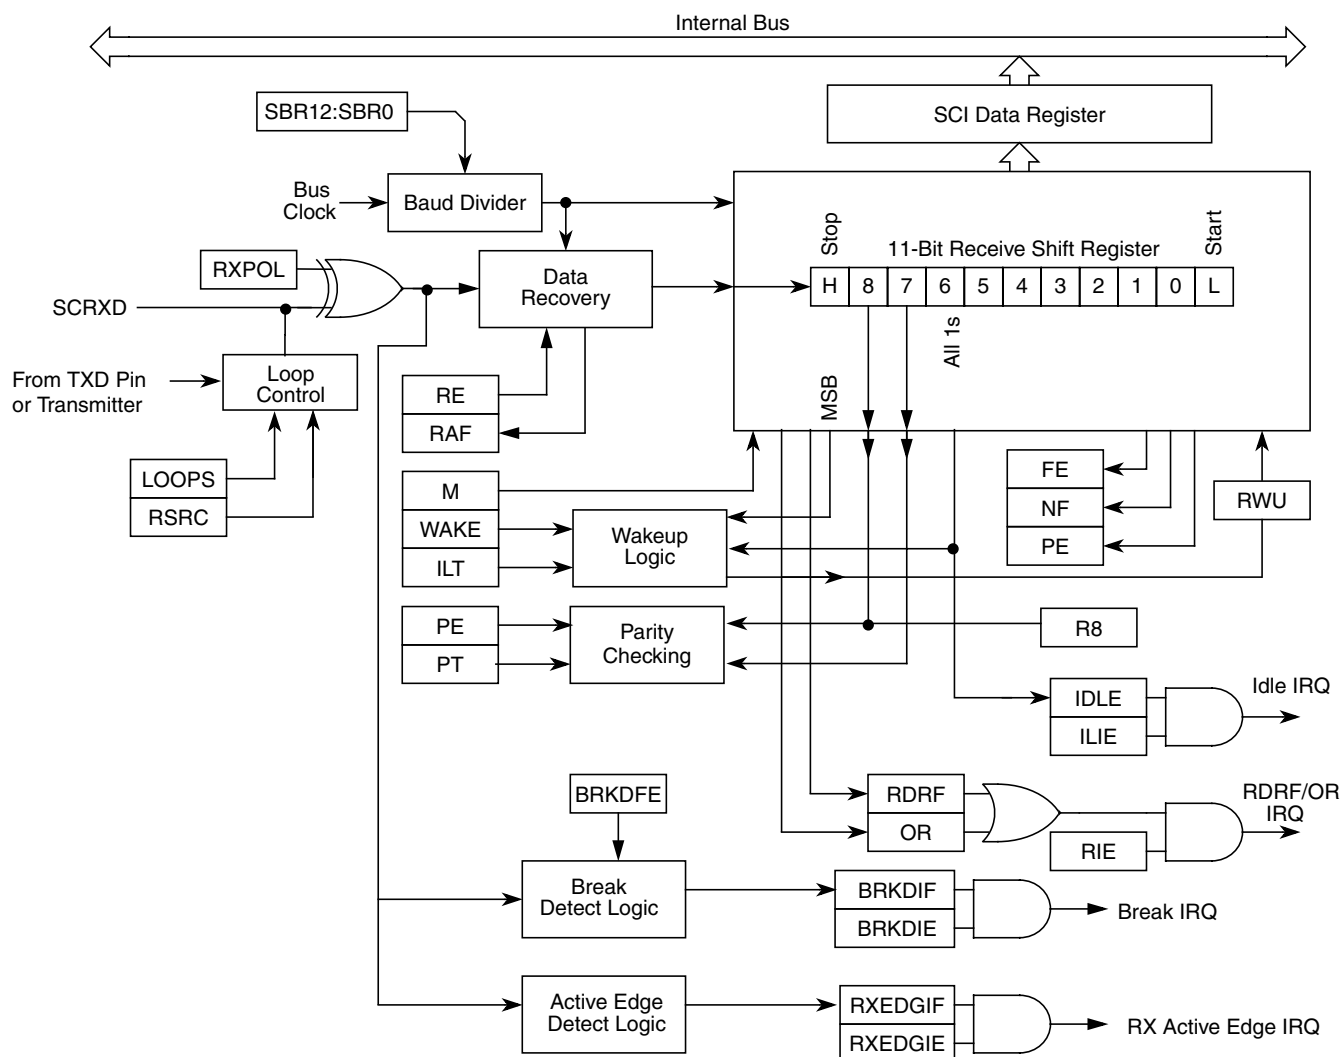 Internal Bus
SBR12:SBR0
SCI Data Register
Bus
Clock
Baud Divider
Stop
11-Bit Receive Shift Register
Start
RXPOL
Data
Recovery
H 8 7 6 5 4 3 2 1 0 L
SCRXD
All 1s
From TXD Pin
or Transmitter
Loop
Control
RE
RAF
MSB
LOOPS
RSRC
M
WAKE
ILT
Wakeup
Logic
FE
NF
PE
RWU
PE
PT
Parity
Checking
R8
IDLE
ILIE
Idle IRQ
BRKDFE
RDRF
OR
RIE
RDRF/OR
IRQ
Break
Detect Logic
BRKDIF
BRKDIE
Break IRQ
Active Edge
Detect Logic
RXEDGIF
RXEDGIE
RX Active Edge IRQ